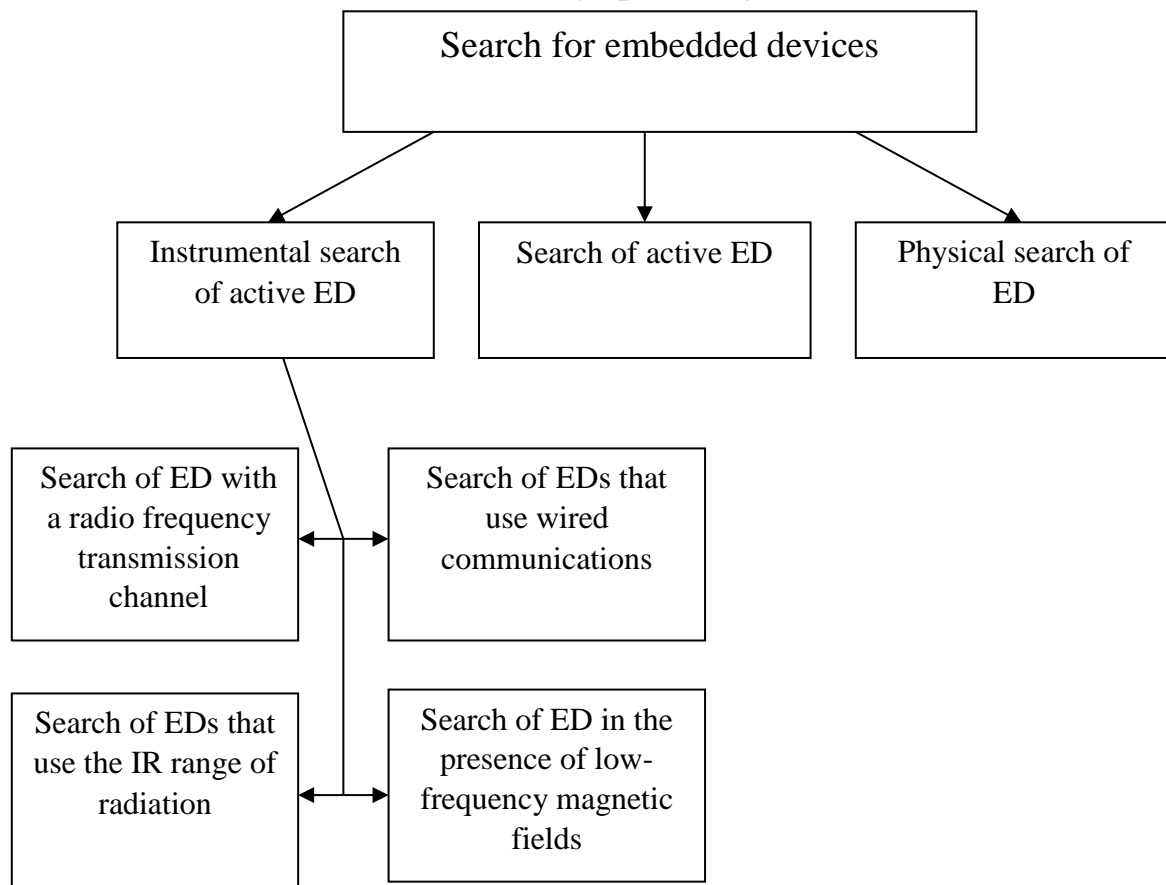 Search for embedded devices
Instrumental search
of active ED
Search of active ED
Physical search of
ED
Search of ED with
a radio frequency
transmission
channel
Search of EDs that
use wired
communications
Search of EDs that
use the IR range of
radiation
Search of ED in the
presence of low-
frequency magnetic
fields